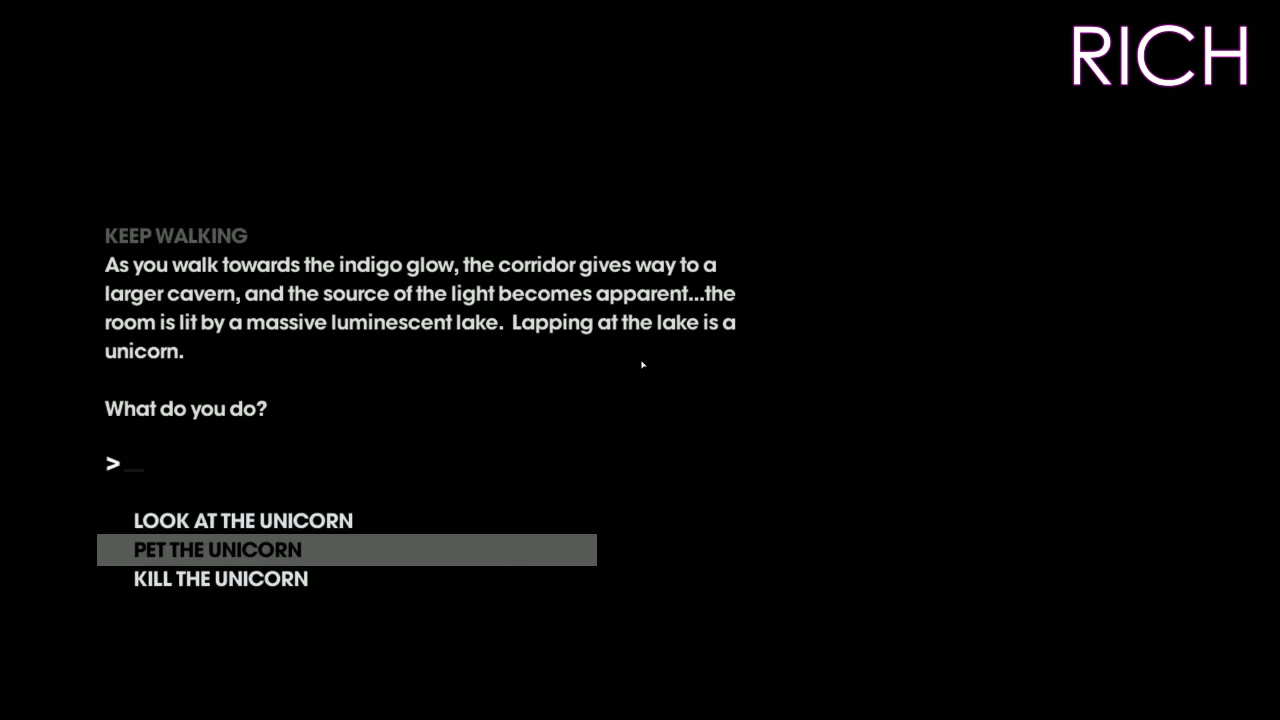 RICH
KEEP WALKING
As you walk towards the indigo glow, the corridor gives way to a
larger cavern, and the source of the light becomes apparent...the
room is lit by a massive luminescent lake.  Lapping at the lake is a
unicorn.
What do you do?
>__
LOOK AT THE UNICORN
PET THE UNICORN
KILL THE UNICORN